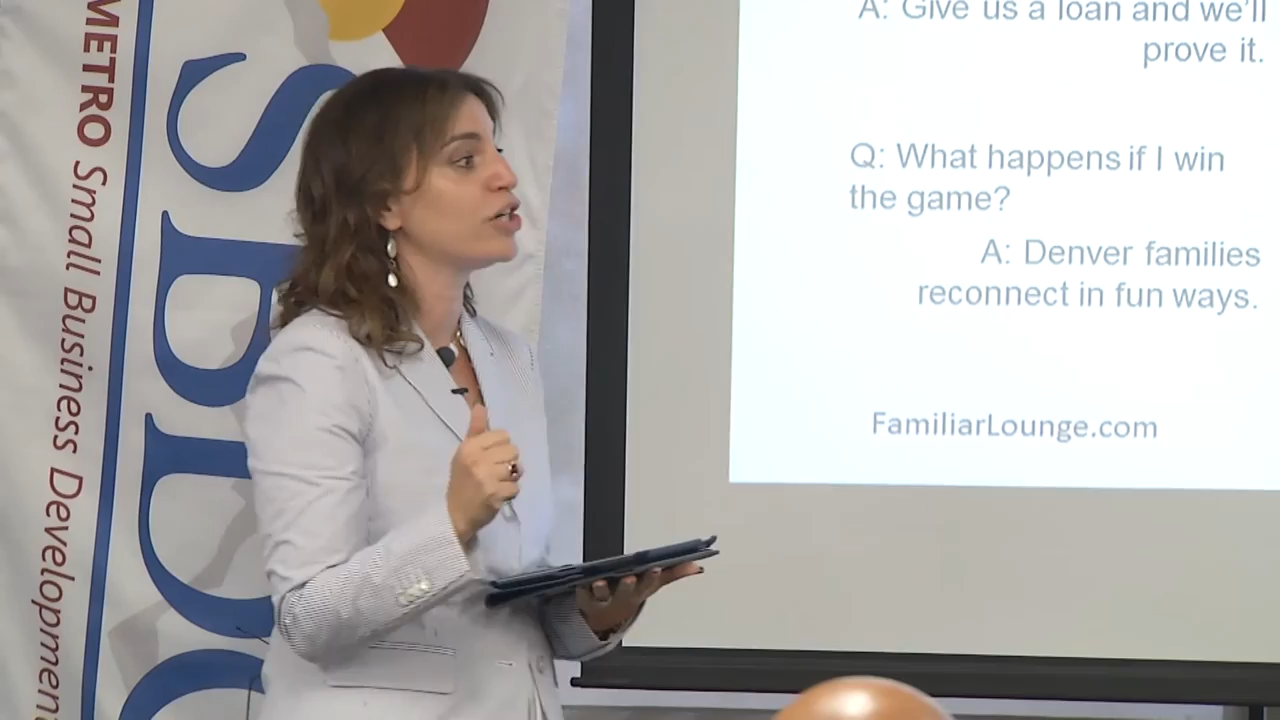 METRO Small Business Development
SBDC
A: Give us a loan and we'll
prove it.
Q: What happens if I win
the game?
A: Denver families
reconnect in fun ways.
FamiliarLounge.com